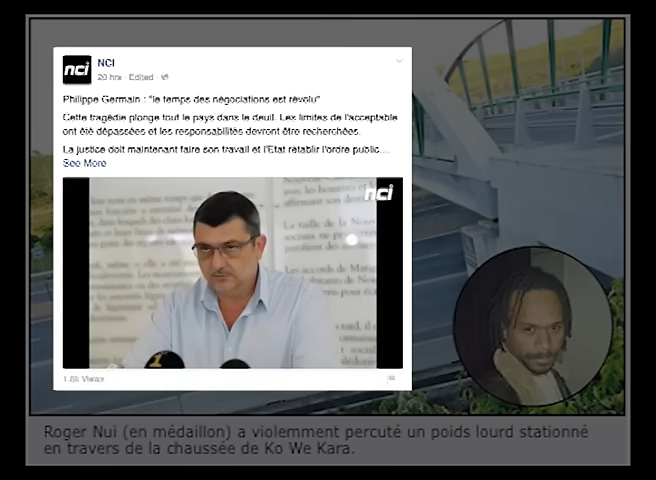 nci
NCI
20 hrs · Edited ·
Philippe Germain : "le temps des négociations est révolu"
Cette tragédie plonge tout le pays dans le deuil. Les limites de l'acceptable
ont été dépassées et les responsabilités devront être recherchées.
La justice doit maintenant faire son travail et l'Etat rétablir l'ordre public....
See More
nci
1
Views
Roger Nui (en médaillon) a violemment percuté un poids lourd stationné
en travers de la chaussée de Ko We Kara.